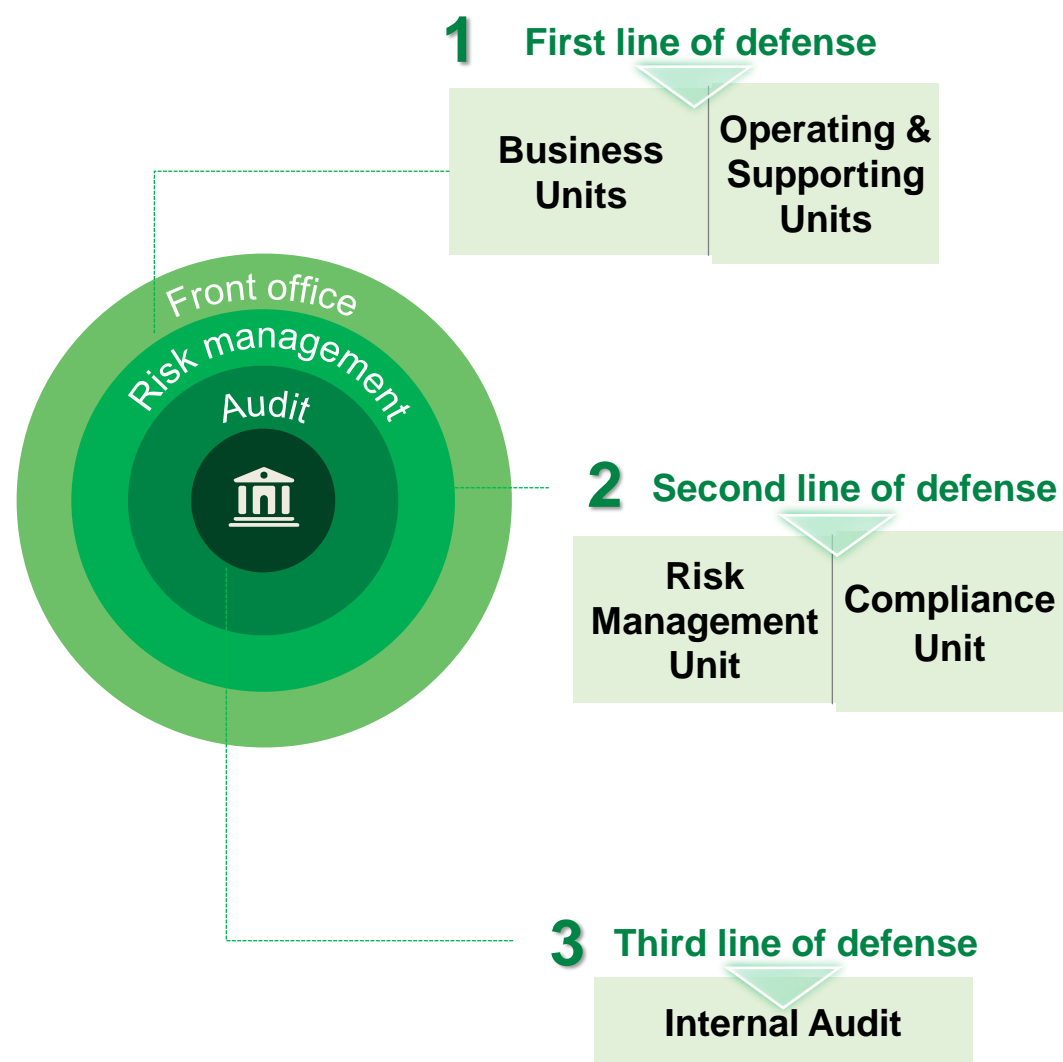 1 First line of defense
Business
Units
Operating &
Supporting
Units
Front office
Risk management
Audit
2 Second line of defense
Risk
Management
Unit
Compliance
Unit
3 Third line of defense
Internal Audit